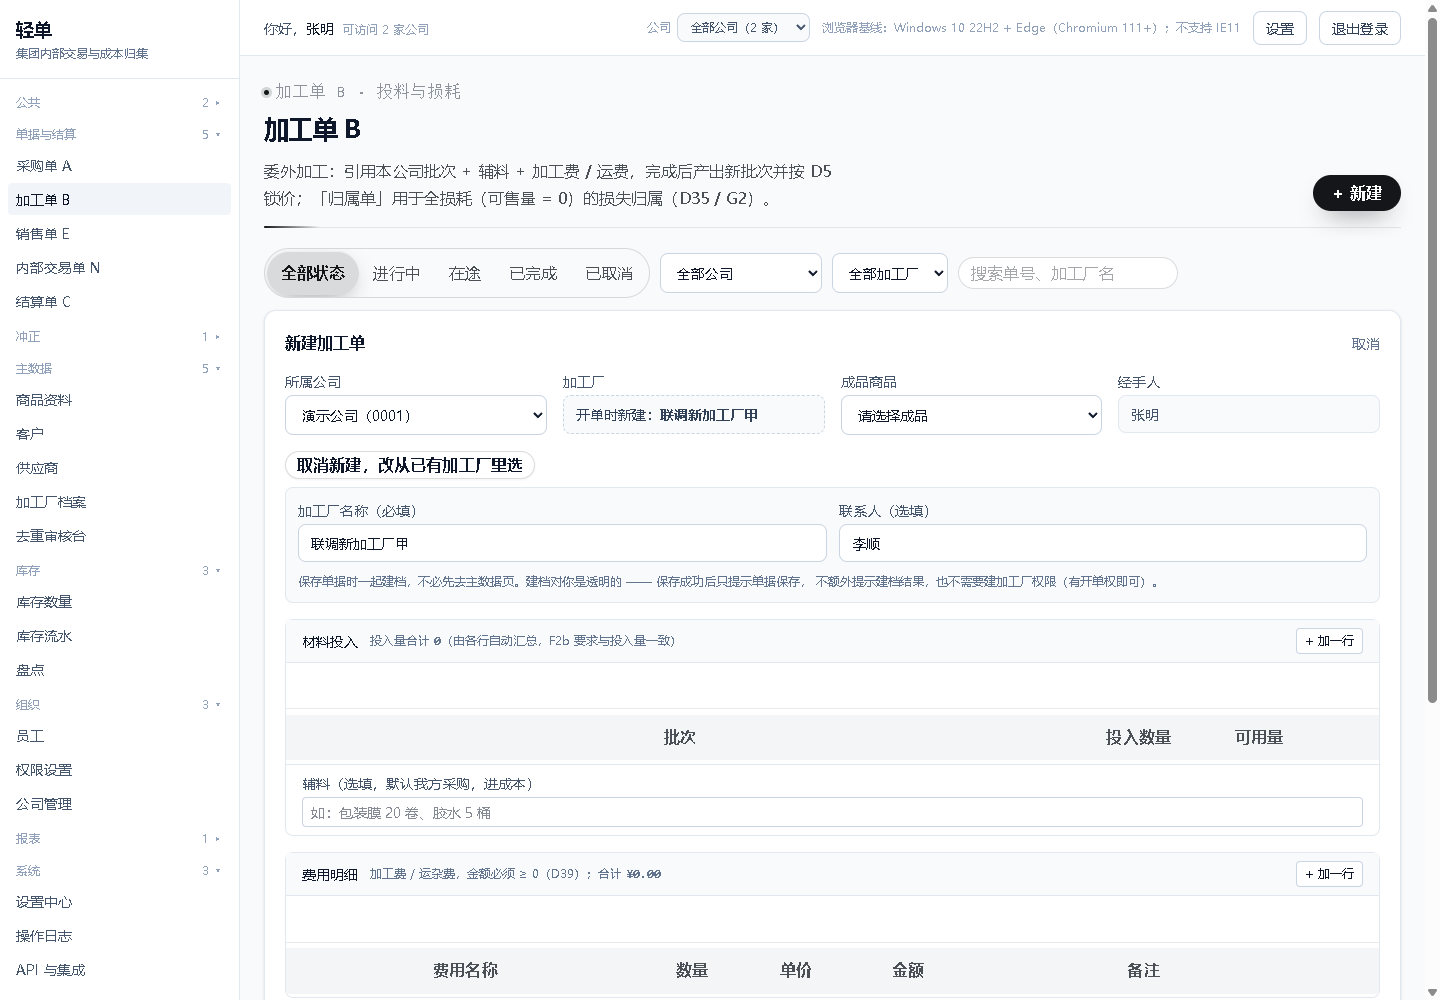 轻单
集团内部交易与成本归集
公共 2
单据与结算 5
采购单 A
加工单 B
销售单 E
内部交易单 N
结算单 C
冲正 1
主数据 5
商品资料
客户
供应商
加工厂档案
去重审核台
库存 3
库存数量
库存流水
盘点
组织 3
员工
权限设置
公司管理
报表 1
系统 3
设置中心
操作日志
API 与集成
你好，张明 可访问 2 家公司
公司 全部公司（2 家） 浏览器基线：Windows 10 22H2 + Edge（Chromium 111+）；不支持 IE11 设置 退出登录
加工单 B - 投料与损耗
加工单 B
委外加工：引用本公司批次 + 辅料 + 加工费 / 运费，完成后产出新批次并按 D5
锁价；「归属单」用于全损耗（可售量 = 0）的损失归属（D35 / G2）。
+ 新建
全部状态 进行中 在途 已完成 已取消 全部公司 全部加工厂 搜索单号、加工厂名
新建加工单 取消
所属公司 加工厂 成品商品 经手人
演示公司（0001） 开单时新建：联调新加工厂甲 请选择成品 张明
取消新建，改从已有加工厂里选
加工厂名称（必填） 联系人（选填）
联调新加工厂甲 李顺
保存单据时一起建档，不必先去主数据页。建档对你是透明的 —— 保存成功后只提示单据保存， 不额外提示建档结果，也不需要建加工厂权限（有开单权即可）。
材料投入 投入量合计 0（由各行自动汇总，F2b 要求与投入量一致） + 加一行
批次 投入数量 可用量
辅料（选填，默认我方采购，进成本）
如：包装膜 20 卷、胶水 5 桶
费用明细 加工费 / 运杂费，金额必须 ≥ 0（D39）；合计 ¥0.00 + 加一行
费用名称 数量 单价 金额 备注